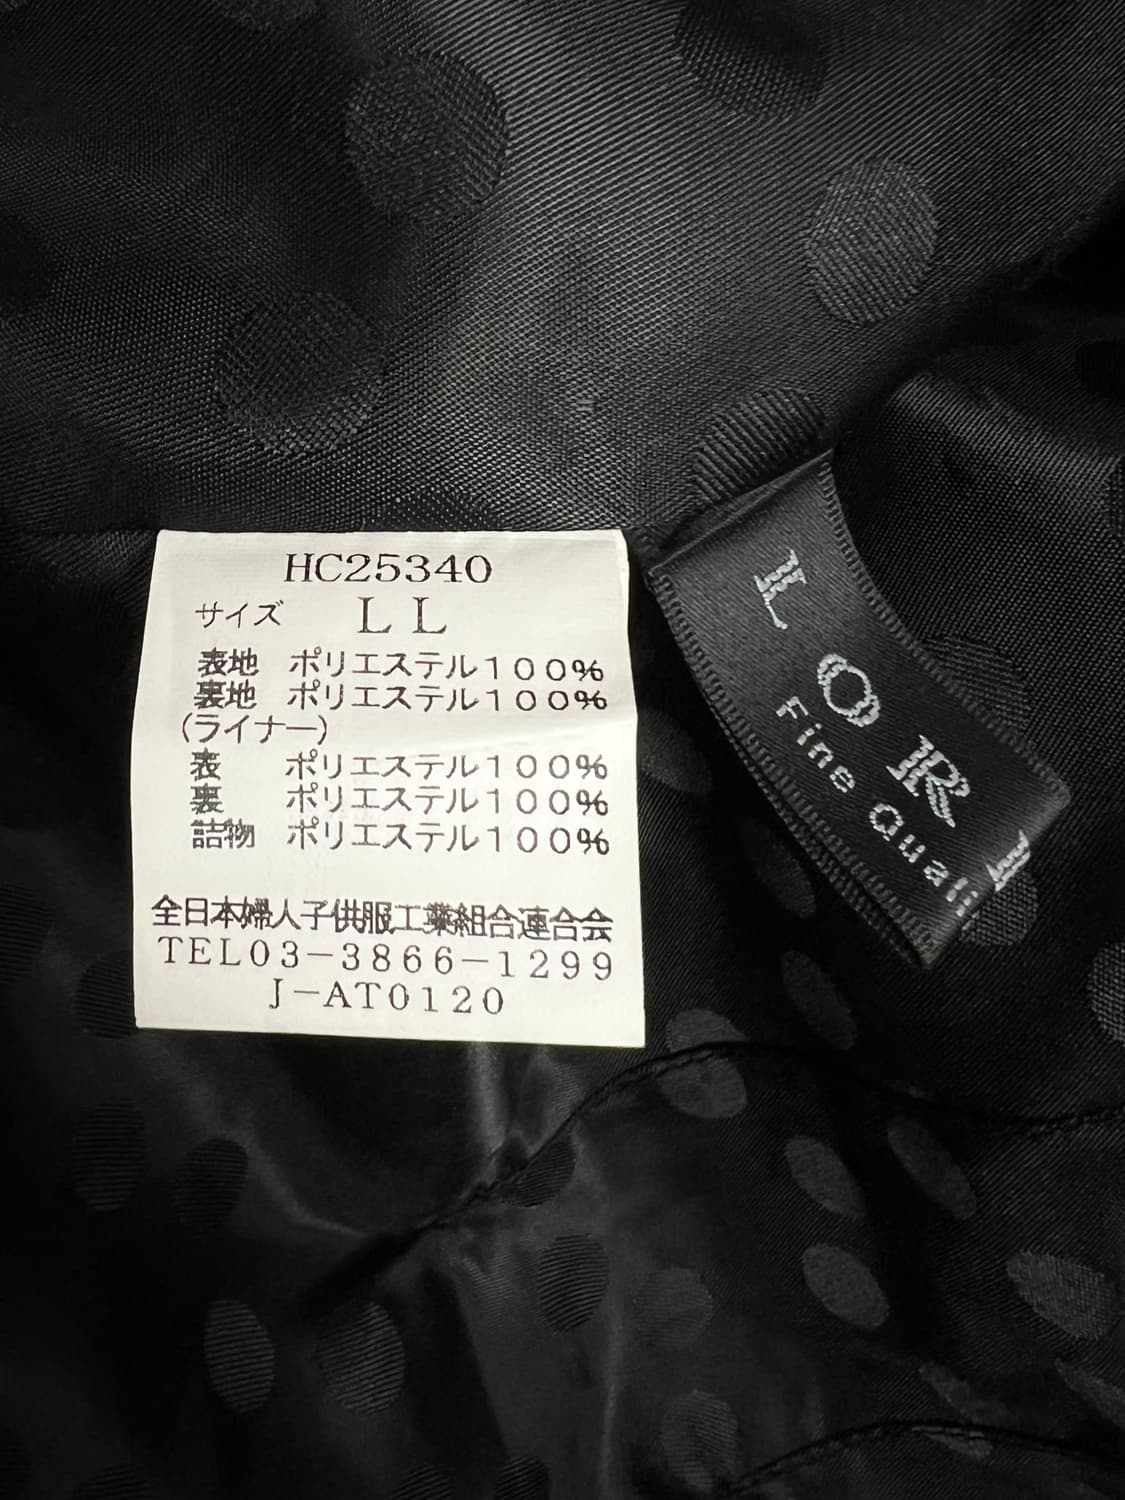 HC25340
サイズ LL
表地 ポリエステル100%
裏地 ポリエステル100%
(ライナー)
表 ポリエステル100%
裏 ポリエステル100%
詰物 ポリエステル100%
全日本婦人子供服工業組合連合会
TEL03-3866-1299
J-AT0120
LOR
Fine